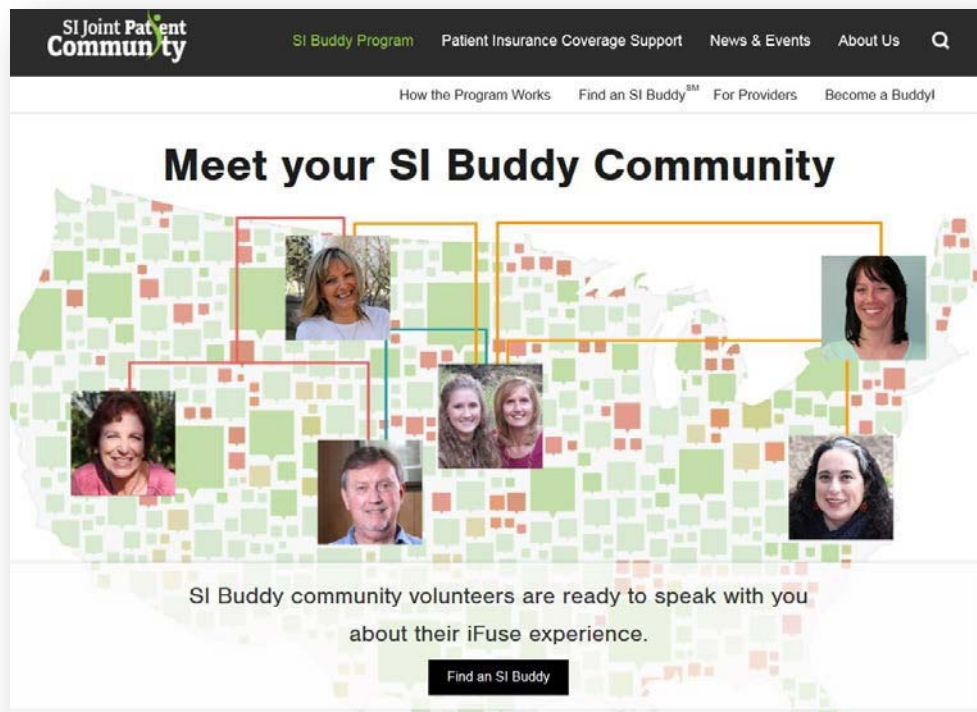 SI Joint Patient
Community
SI Buddy Program Patient Insurance Coverage Support News & Events About Us
How the Program Works Find an SI Buddy℠ For Providers Become a Buddy!
Meet your SI Buddy Community
SI Buddy community volunteers are ready to speak with you
about their iFuse experience.
Find an SI Buddy